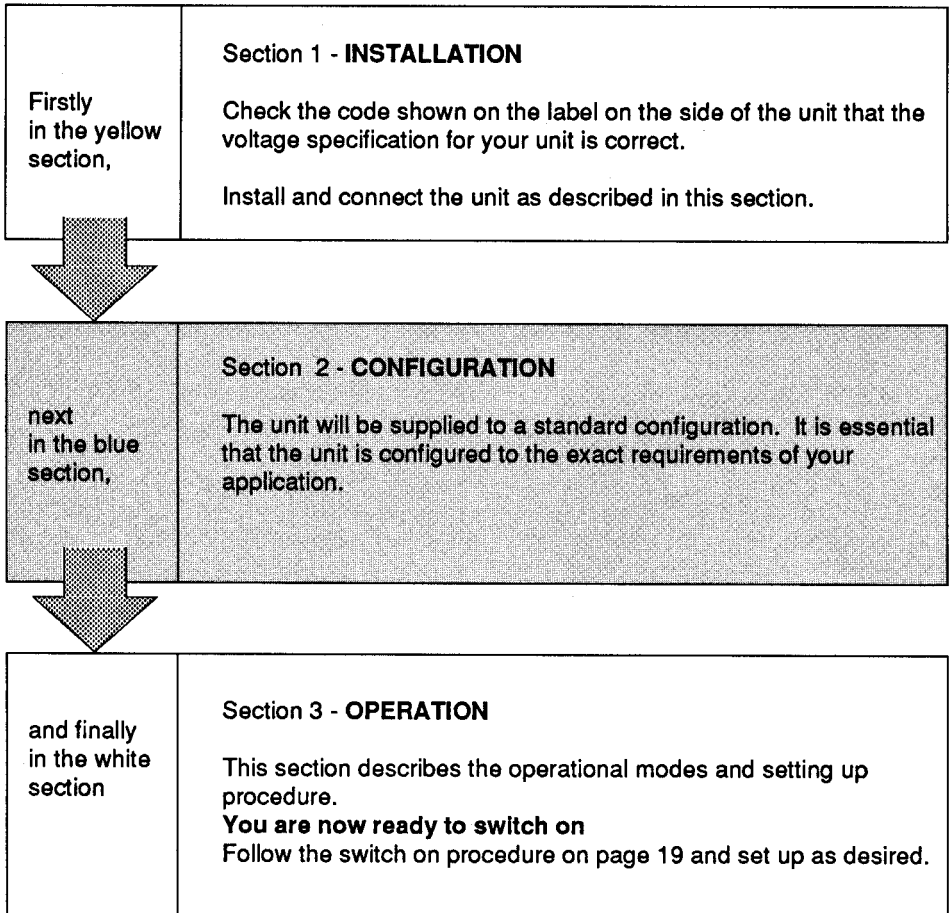 Firstly
in the yellow
section,
Section 1 - INSTALLATION
Check the code shown on the label on the side of the unit that the
voltage specification for your unit is correct.
Install and connect the unit as described in this section.
next
in the blue
section,
Section 2 - CONFIGURATION
The unit will be supplied to a standard configuration. It is essential
that the unit is configured to the exact requirements of your
application.
and finally
in the white
section
Section 3 - OPERATION
This section describes the operational modes and setting up
procedure.
You are now ready to switch on
Follow the switch on procedure on page 19 and set up as desired.